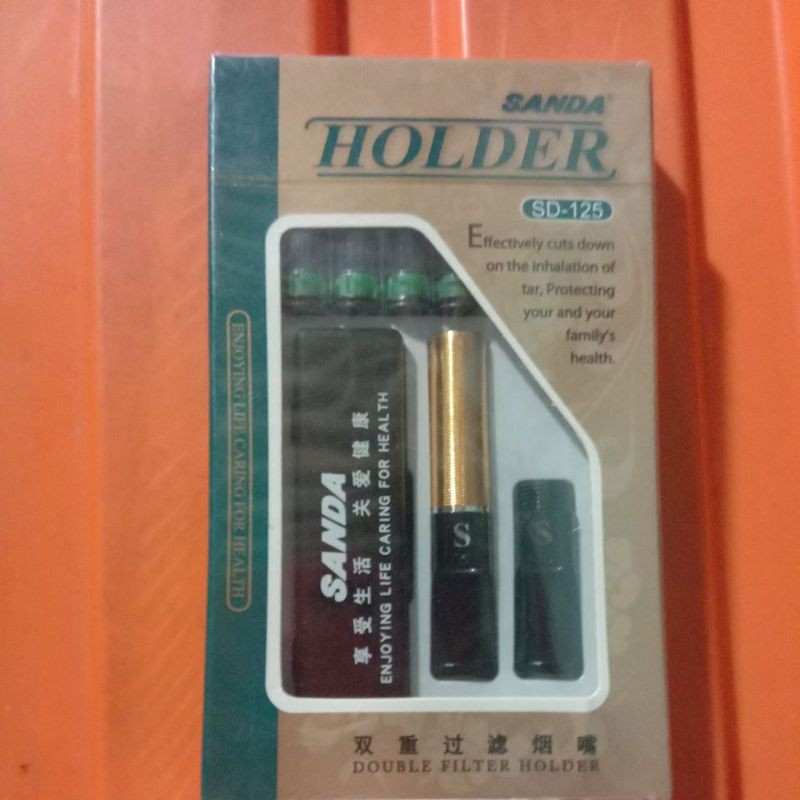 SANDA
HOLDER
SD-125
Effectively cuts down
on the inhalation of
tar, Protecting
your and your
family's
health.
ENJOYING LIFE CARING FOR HEALTH
SANDA
享受生活 关爱健康
ENJOYING LIFE CARING FOR HEALTH
S
S
双重过滤烟嘴
DOUBLE FILTER HOLDER